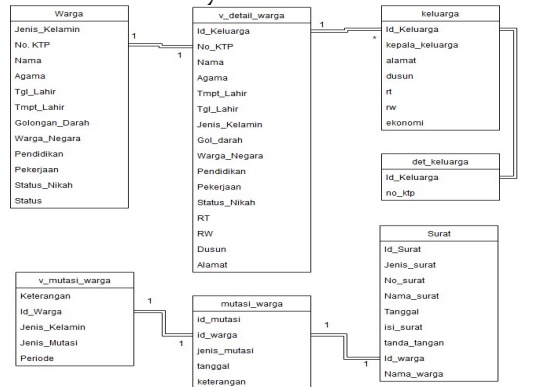 Warga
Jenis_Kelamin
No. KTP
Nama
Agama
Tgl_Lahir
Tmpt_Lahir
Golongan_Darah
Warga_Negara
Pendidikan
Pekerjaan
Status_Nikah
Status
1
1
v_detail_warga
Id_Keluarga
No_KTP
Nama
Agama
Tmpt_Lahir
Tgl_Lahir
Jenis_Kelamin
Gol_darah
Warga_Negara
Pendidikan
Pekerjaan
Status_Nikah
RT
RW
Dusun
Alamat
1
*
keluarga
Id_Keluarga
kepala_keluarga
alamat
dusun
rt
rw
ekonomi
det_keluarga
Id_Keluarga
no_ktp
v_mutasi_warga
Keterangan
Id_Warga
Jenis_Kelamin
Jenis_Mutasi
Periode
1
1
mutasi_warga
id_mutasi
id_warga
jenis_mutasi
tanggal
keterangan
1
1
Surat
Id_Surat
Jenis_surat
No_surat
Nama_surat
Tanggal
isi_surat
tanda_tangan
Id_warga
Nama_warga